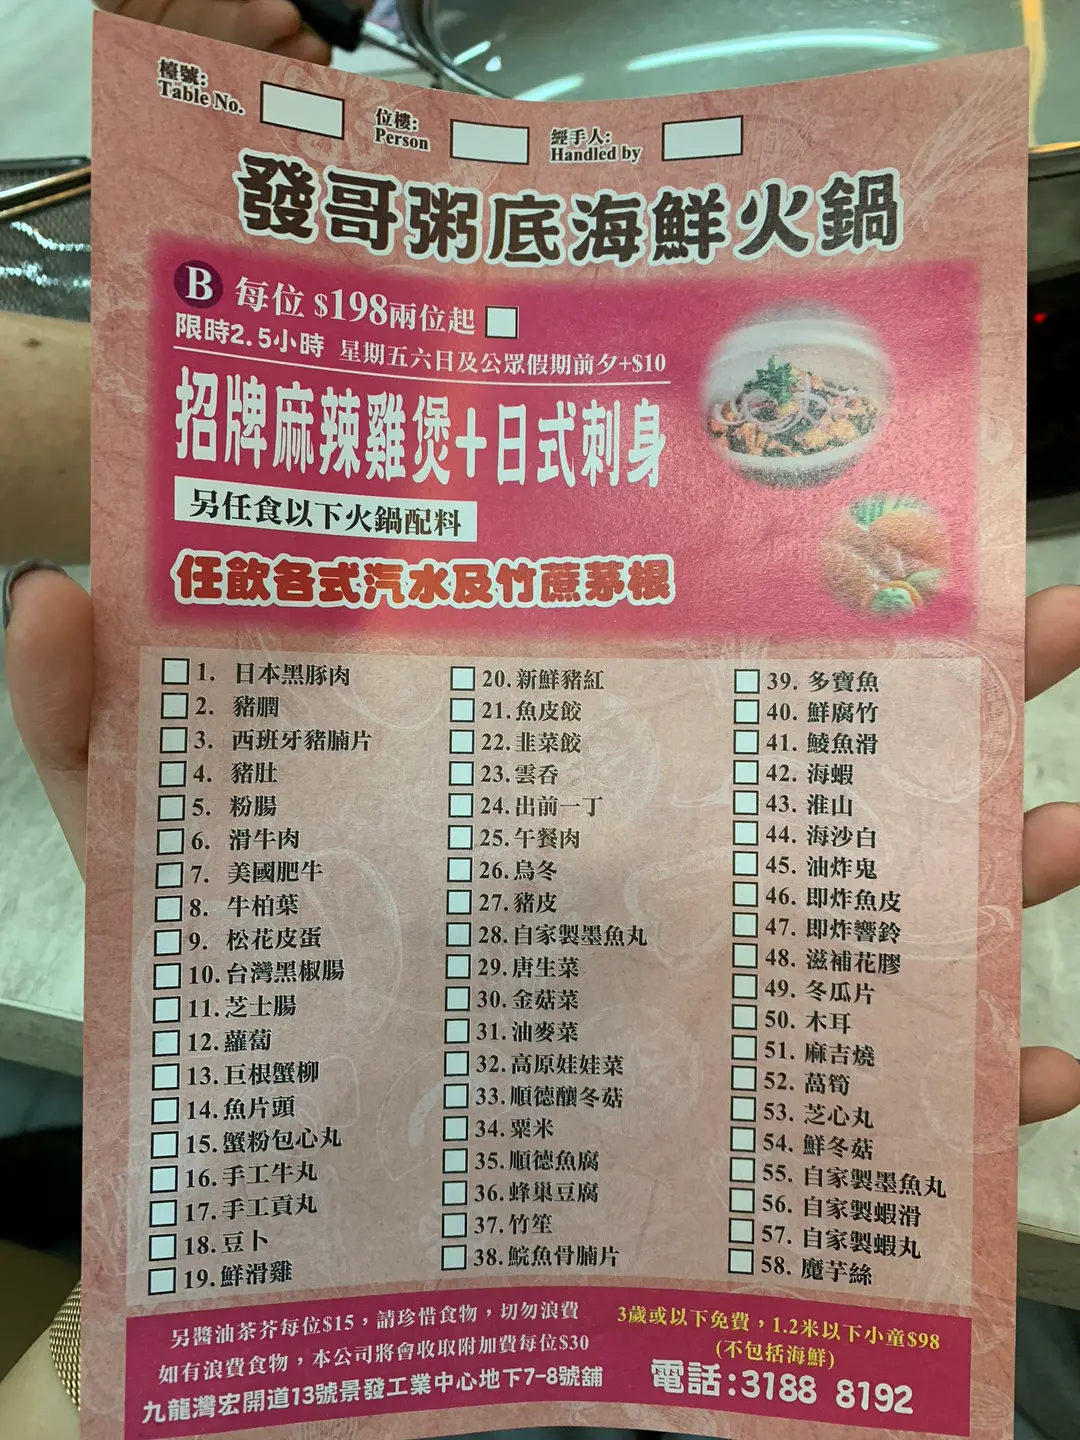 檯號:
Table No.
位樓:
Person
經手人:
Handled by
發哥粥底海鮮火鍋
B 每位 $198兩位起
限時2.5小時 星期五六日及公眾假期前夕+$10
招牌麻辣雞煲+日式刺身
另任食以下火鍋配料
任飲各式汽水及竹蔗茅根
1. 日本黑豚肉
2. 豬膶
3. 西班牙豬腩片
4. 豬肚
5. 粉腸
6. 滑牛肉
7. 美國肥牛
8. 牛柏葉
9. 松花皮蛋
10. 台灣黑椒腸
11. 芝士腸
12. 蘿蔔
13. 巨根蟹柳
14. 魚片頭
15. 蟹粉包心丸
16. 手工牛丸
17. 手工貢丸
18. 豆卜
19. 鮮滑雞
20. 新鮮豬紅
21. 魚皮餃
22. 韭菜餃
23. 雲吞
24. 出前一丁
25. 午餐肉
26. 烏冬
27. 豬皮
28. 自家製墨魚丸
29. 唐生菜
30. 金菇菜
31. 油麥菜
32. 高原娃娃菜
33. 順德釀冬菇
34. 粟米
35. 順德魚腐
36. 蜂巢豆腐
37. 竹笙
38. 鯇魚骨腩片
39. 多寶魚
40. 鮮腐竹
41. 鯪魚滑
42. 海蝦
43. 淮山
44. 海沙白
45. 油炸鬼
46. 即炸魚皮
47. 即炸響鈴
48. 滋補花膠
49. 冬瓜片
50. 木耳
51. 麻吉燒
52. 萵筍
53. 芝心丸
54. 鮮冬菇
55. 自家製墨魚丸
56. 自家製蝦滑
57. 自家製蝦丸
58. 魔芋絲
另醬油茶芥每位$15，請珍惜食物，切勿浪費
如有浪費食物，本公司將會收取附加費每位$30
九龍灣宏開道13號景發工業中心地下7-8號舖
3歲或以下免費，1.2米以下小童$98
(不包括海鮮)
電話:3188 8192